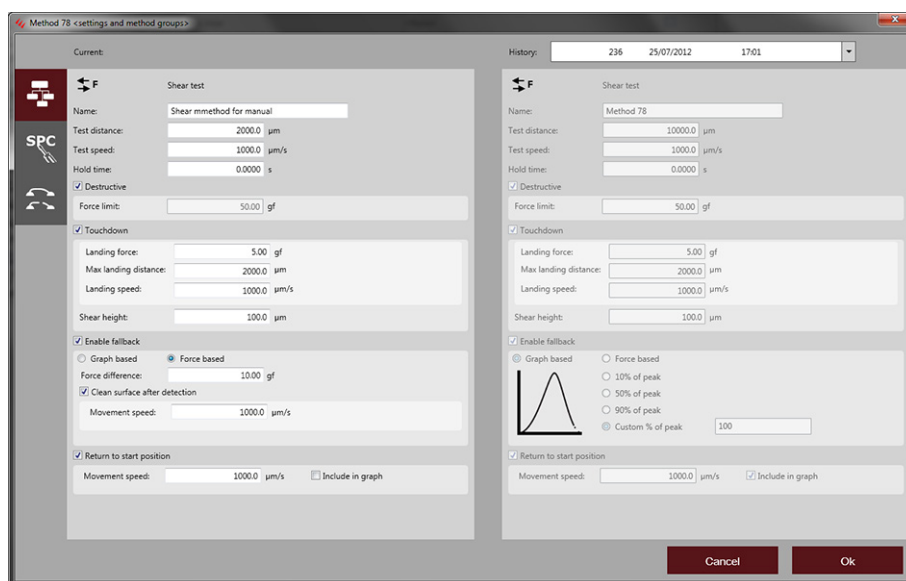 Method 78 <settings and method groups>
Current:
History: 236 25/07/2012 17:01
SPC
F Shear test
Name: Shear mmethod for manual
Test distance: 2000.0 µm
Test speed: 1000.0 µm/s
Hold time: 0.0000 s
Destructive
Force limit: 50.00 gf
Touchdown
Landing force: 5.00 gf
Max landing distance: 2000.0 µm
Landing speed: 1000.0 µm/s
Shear height: 100.0 µm
Enable fallback
Graph based Force based
Force difference: 10.00 gf
Clean surface after detection
Movement speed: 1000.0 µm/s
Return to start position
Movement speed: 1000.0 µm/s Include in graph
F Shear test
Name: Method 78
Test distance: 10000.0 µm
Test speed: 1000.0 µm/s
Hold time: 0.0000 s
Destructive
Force limit: 50.00 gf
Touchdown
Landing force: 5.00 gf
Max landing distance: 2000.0 µm
Landing speed: 1000.0 µm/s
Shear height: 100.0 µm
Enable fallback
Graph based Force based
10% of peak
50% of peak
90% of peak
Custom % of peak 100
Return to start position
Movement speed: 1000.0 µm/s Include in graph
Cancel Ok